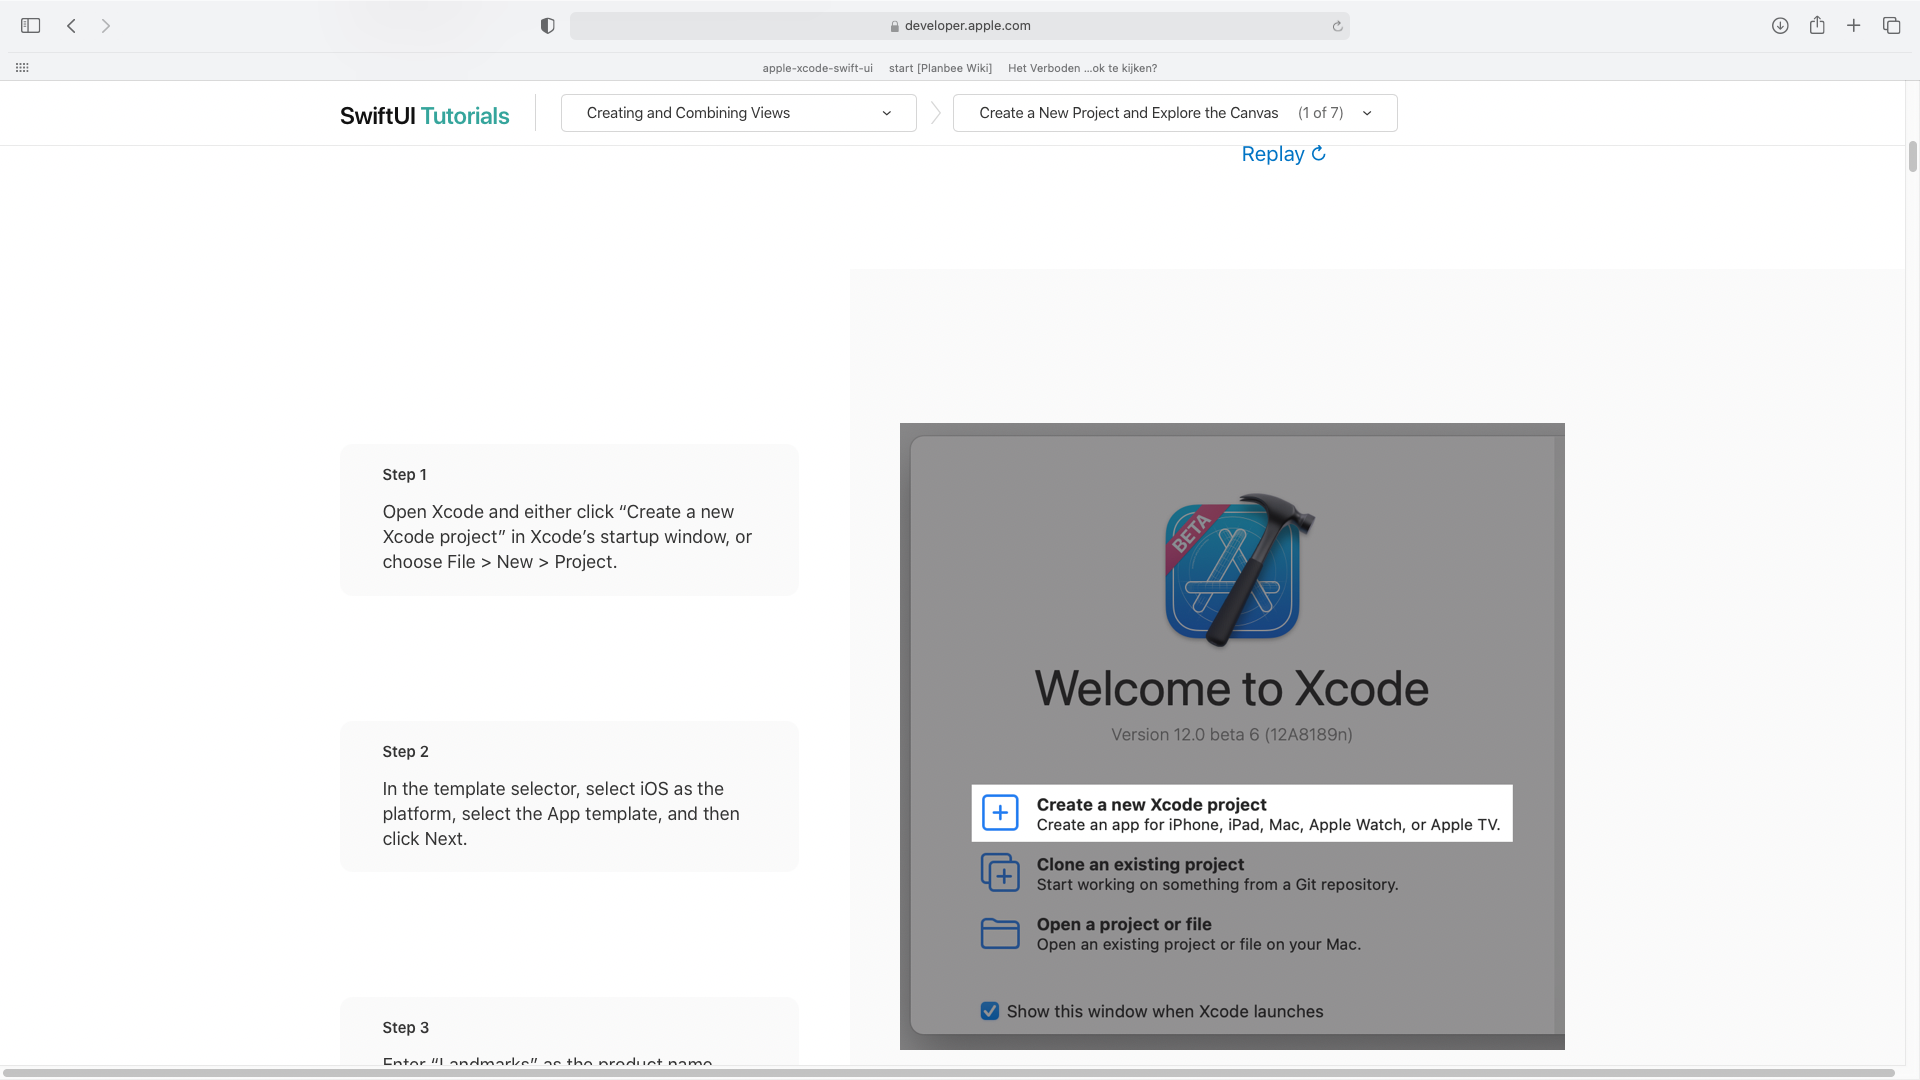 developer.apple.com
apple-xcode-swift-ui start [Planbee Wiki] Het Verboden ...ok te kijken?
SwiftUI Tutorials
Creating and Combining Views
Create a New Project and Explore the Canvas (1 of 7)
Replay
Step 1
Open Xcode and either click “Create a new
Xcode project” in Xcode’s startup window, or
choose File > New > Project.
Step 2
In the template selector, select iOS as the
platform, select the App template, and then
click Next.
Step 3
Enter “Landmarks” as the product name
BETA
Welcome to Xcode
Version 12.0 beta 6 (12A8189n)
Create a new Xcode project
Create an app for iPhone, iPad, Mac, Apple Watch, or Apple TV.
Clone an existing project
Start working on something from a Git repository.
Open a project or file
Open an existing project or file on your Mac.
Show this window when Xcode launches